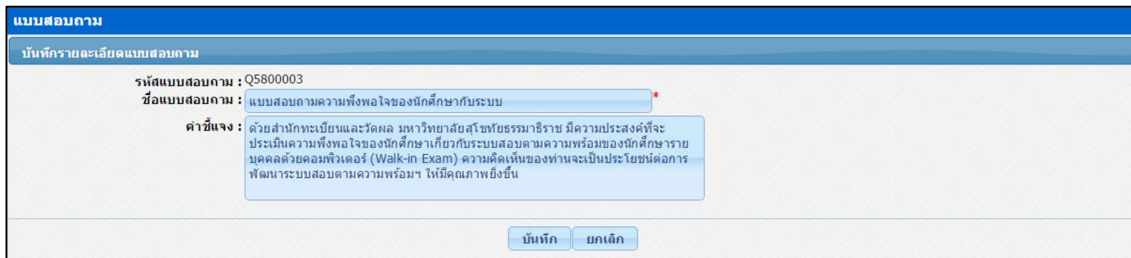 แบบสอบถาม
บันทึกรายละเอียดแบบสอบถาม
รหัสแบบสอบถาม : Q5800003
ชื่อแบบสอบถาม : แบบสอบถามความพึงพอใจของนักศึกษากับระบบ *
คำชี้แจง : ด้วยสำนักทะเบียนและวัดผล มหาวิทยาลัยสุโขทัยธรรมาธิราช มีความประสงค์ที่จะ
ประเมินความพึงพอใจของนักศึกษาเกี่ยวกับระบบสอบตามความพร้อมของนักศึกษาราย
บุคคลด้วยคอมพิวเตอร์ (Walk-in Exam) ความคิดเห็นของท่านจะเป็นประโยชน์ต่อการ
พัฒนาระบบสอบตามความพร้อมฯ ให้มีคุณภาพยิ่งขึ้น
บันทึก ยกเลิก